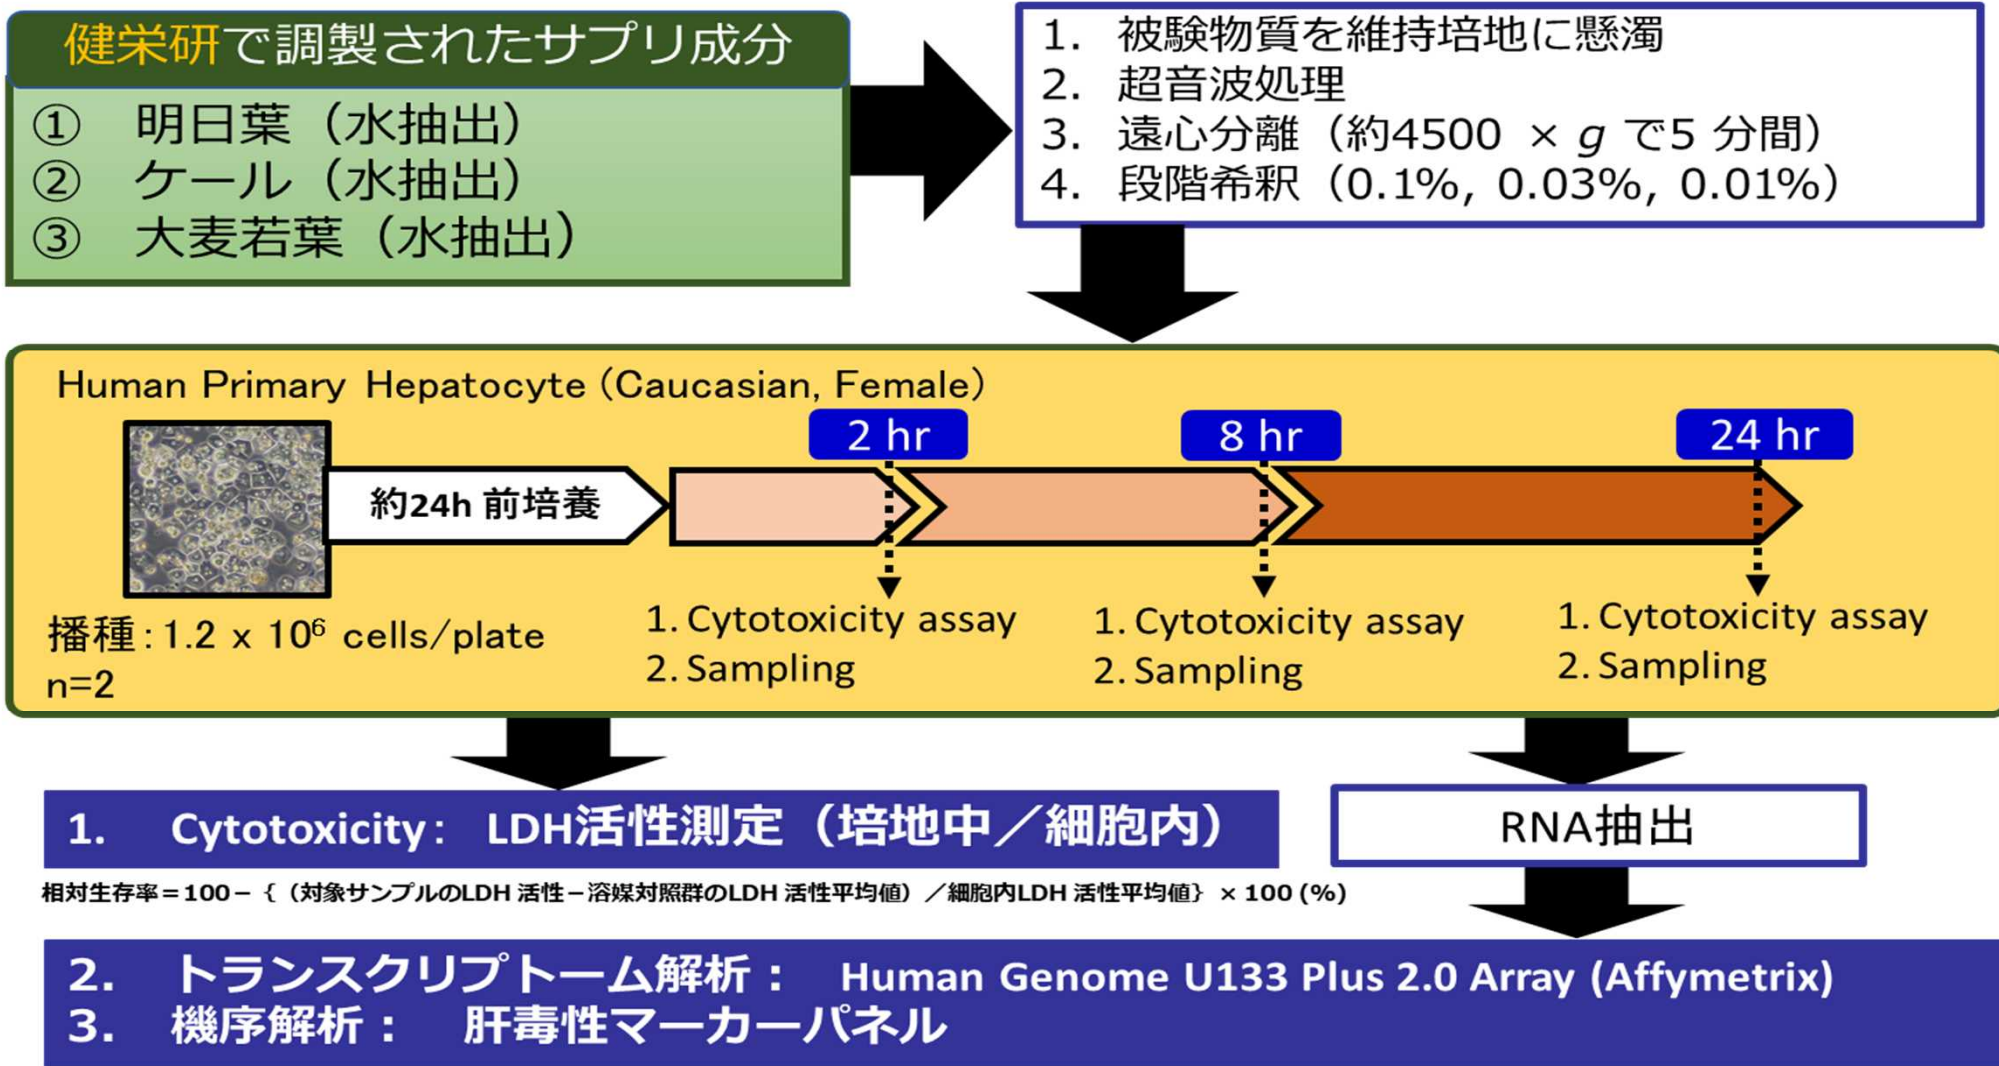 健栄研で調製されたサプリ成分
① 明日葉（水抽出）
② ケール（水抽出）
③ 大麦若葉（水抽出）
1. 被験物質を維持培地に懸濁
2. 超音波処理
3. 遠心分離（約4500 × g で5 分間）
4. 段階希釈（0.1%, 0.03%, 0.01%）
Human Primary Hepatocyte (Caucasian, Female)
2 hr
8 hr
24 hr
約24h 前培養
播種：1.2 x 10⁶ cells/plate
n=2
1. Cytotoxicity assay
2. Sampling
1. Cytotoxicity assay
2. Sampling
1. Cytotoxicity assay
2. Sampling
1. Cytotoxicity： LDH活性測定（培地中／細胞内）
相対生存率＝100－｛（対象サンプルのLDH 活性－溶媒対照群のLDH 活性平均値）／細胞内LDH 活性平均値｝× 100 (%)
RNA抽出
2. トランスクリプトーム解析： Human Genome U133 Plus 2.0 Array (Affymetrix)
3. 機序解析： 肝毒性マーカーパネル